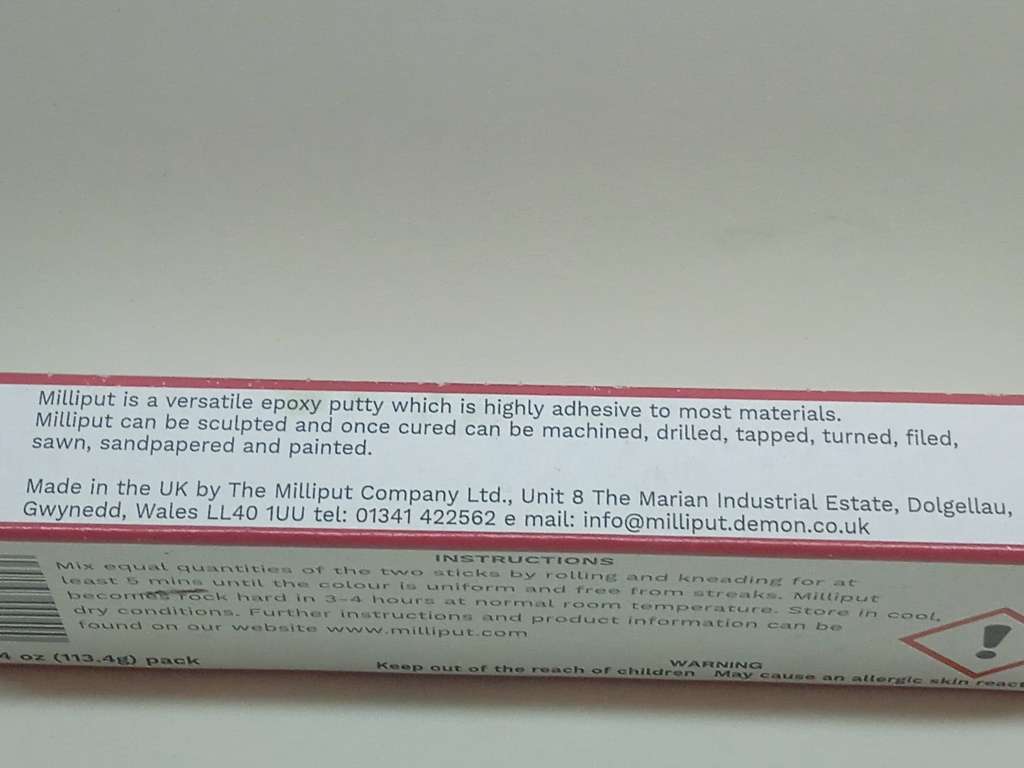 Milliput is a versatile epoxy putty which is highly adhesive to most materials.
Milliput can be sculpted and once cured can be machined, drilled, tapped, turned, filed,
sawn, sandpapered and painted.
Made in the UK by The Milliput Company Ltd., Unit 8 The Marian Industrial Estate, Dolgellau,
Gwynedd, Wales LL40 1UU tel: 01341 422562 e mail: info@milliput.demon.co.uk
INSTRUCTIONS
Mix equal quantities of the two sticks by rolling and kneading for at
least 5 mins until the colour is uniform and free from streaks. Milliput
becomes rock hard in 3-4 hours at normal room temperature. Store in cool,
dry conditions. Further instructions and product information can be
found on our website www.milliput.com
4 oz (113.4g) pack
WARNING
Keep out of the reach of children May cause an allergic skin